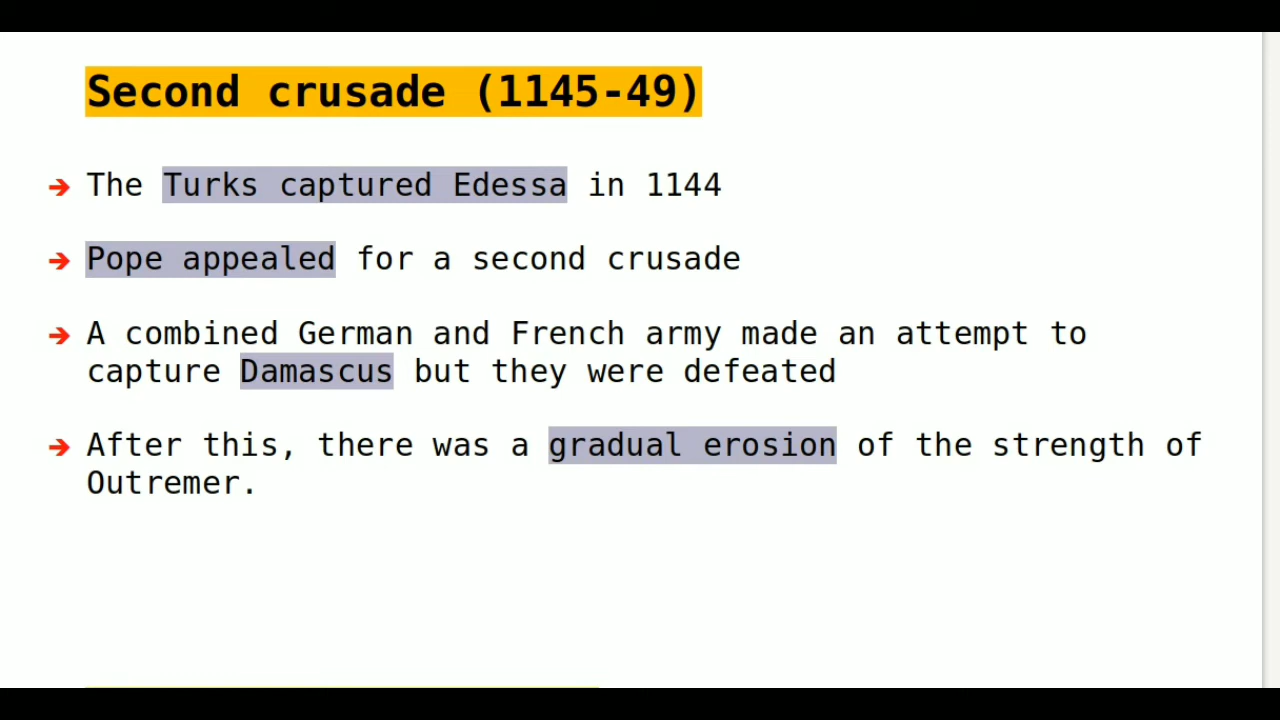 Second crusade (1145-49)
➔ The Turks captured Edessa in 1144
➔ Pope appealed for a second crusade
➔ A combined German and French army made an attempt to
capture Damascus but they were defeated
➔ After this, there was a gradual erosion of the strength of
Outremer.